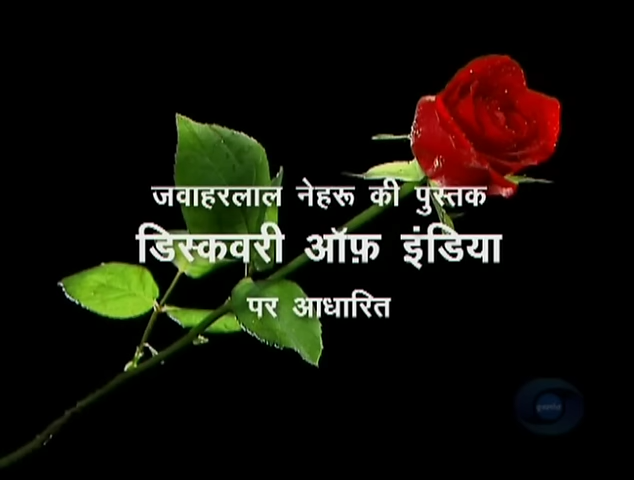 जवाहरलाल नेहरू की पुस्तक
डिस्कवरी ऑफ़ इंडिया
पर आधारित